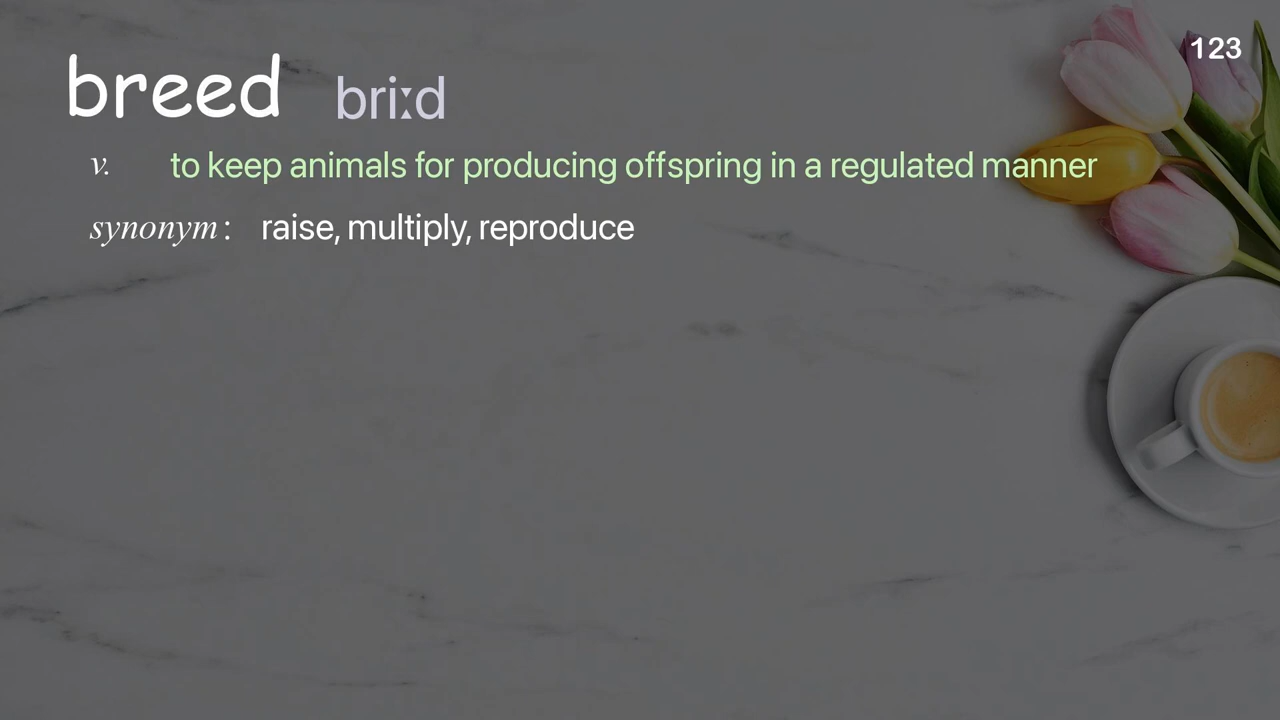 123
breed briːd
v. to keep animals for producing offspring in a regulated manner
synonym : raise, multiply, reproduce